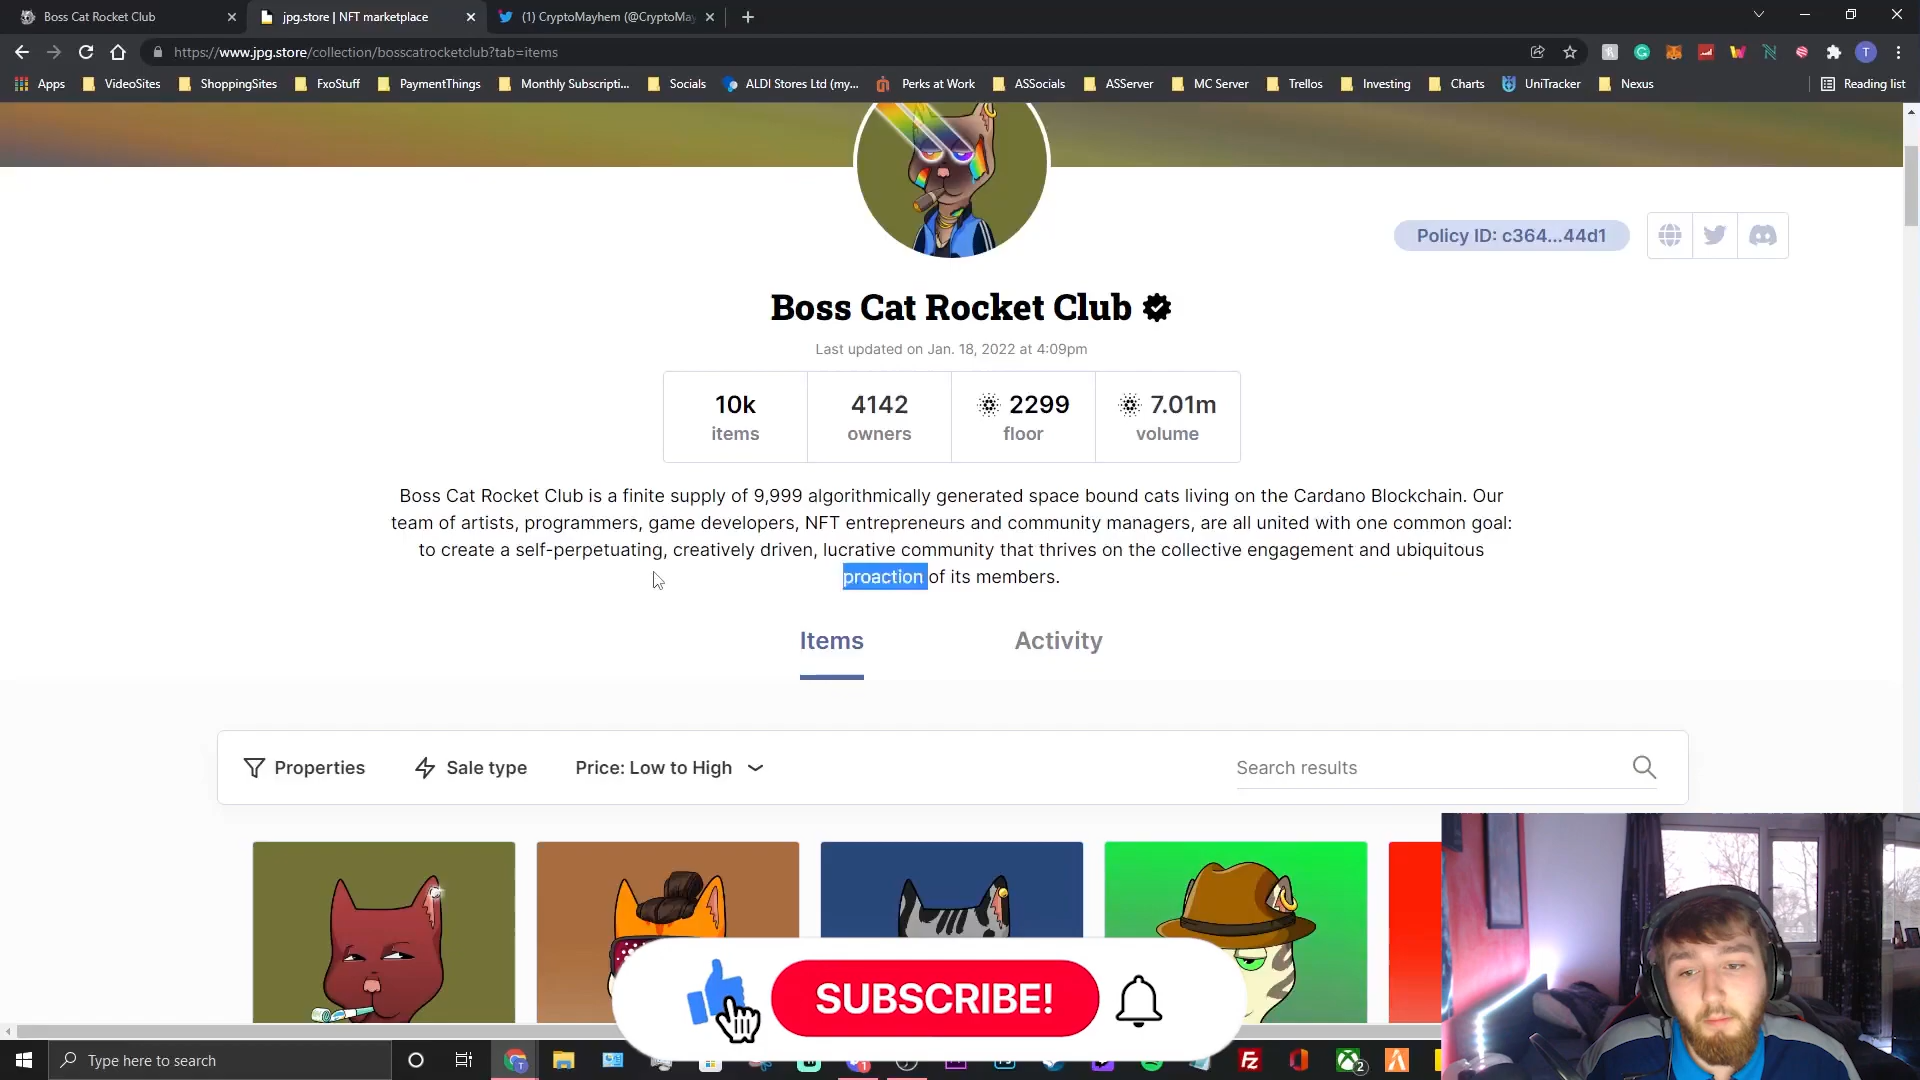 Boss Cat Rocket Club
jpg.store | NFT marketplace
(1) CryptoMayhem (@CryptoMay
https://www.jpg.store/collection/bosscatrocketclub?tab=items
Apps
VideoSites
ShoppingSites
FxoStuff
PaymentThings
Monthly Subscripti...
Socials
ALDI Stores Ltd (my...
Perks at Work
ASSocials
ASServer
MC Server
Trellos
Investing
Charts
UniTracker
Nexus
Reading list
Policy ID: c364...44d1
Boss Cat Rocket Club
Last updated on Jan. 18, 2022 at 4:09pm
10k
items
4142
owners
2299
floor
7.01m
volume
Boss Cat Rocket Club is a finite supply of 9,999 algorithmically generated space bound cats living on the Cardano Blockchain. Our
team of artists, programmers, game developers, NFT entrepreneurs and community managers, are all united with one common goal:
to create a self-perpetuating, creatively driven, lucrative community that thrives on the collective engagement and ubiquitous
proaction of its members.
Items
Activity
Properties
Sale type
Price: Low to High
Search results
SUBSCRIBE!
Type here to search